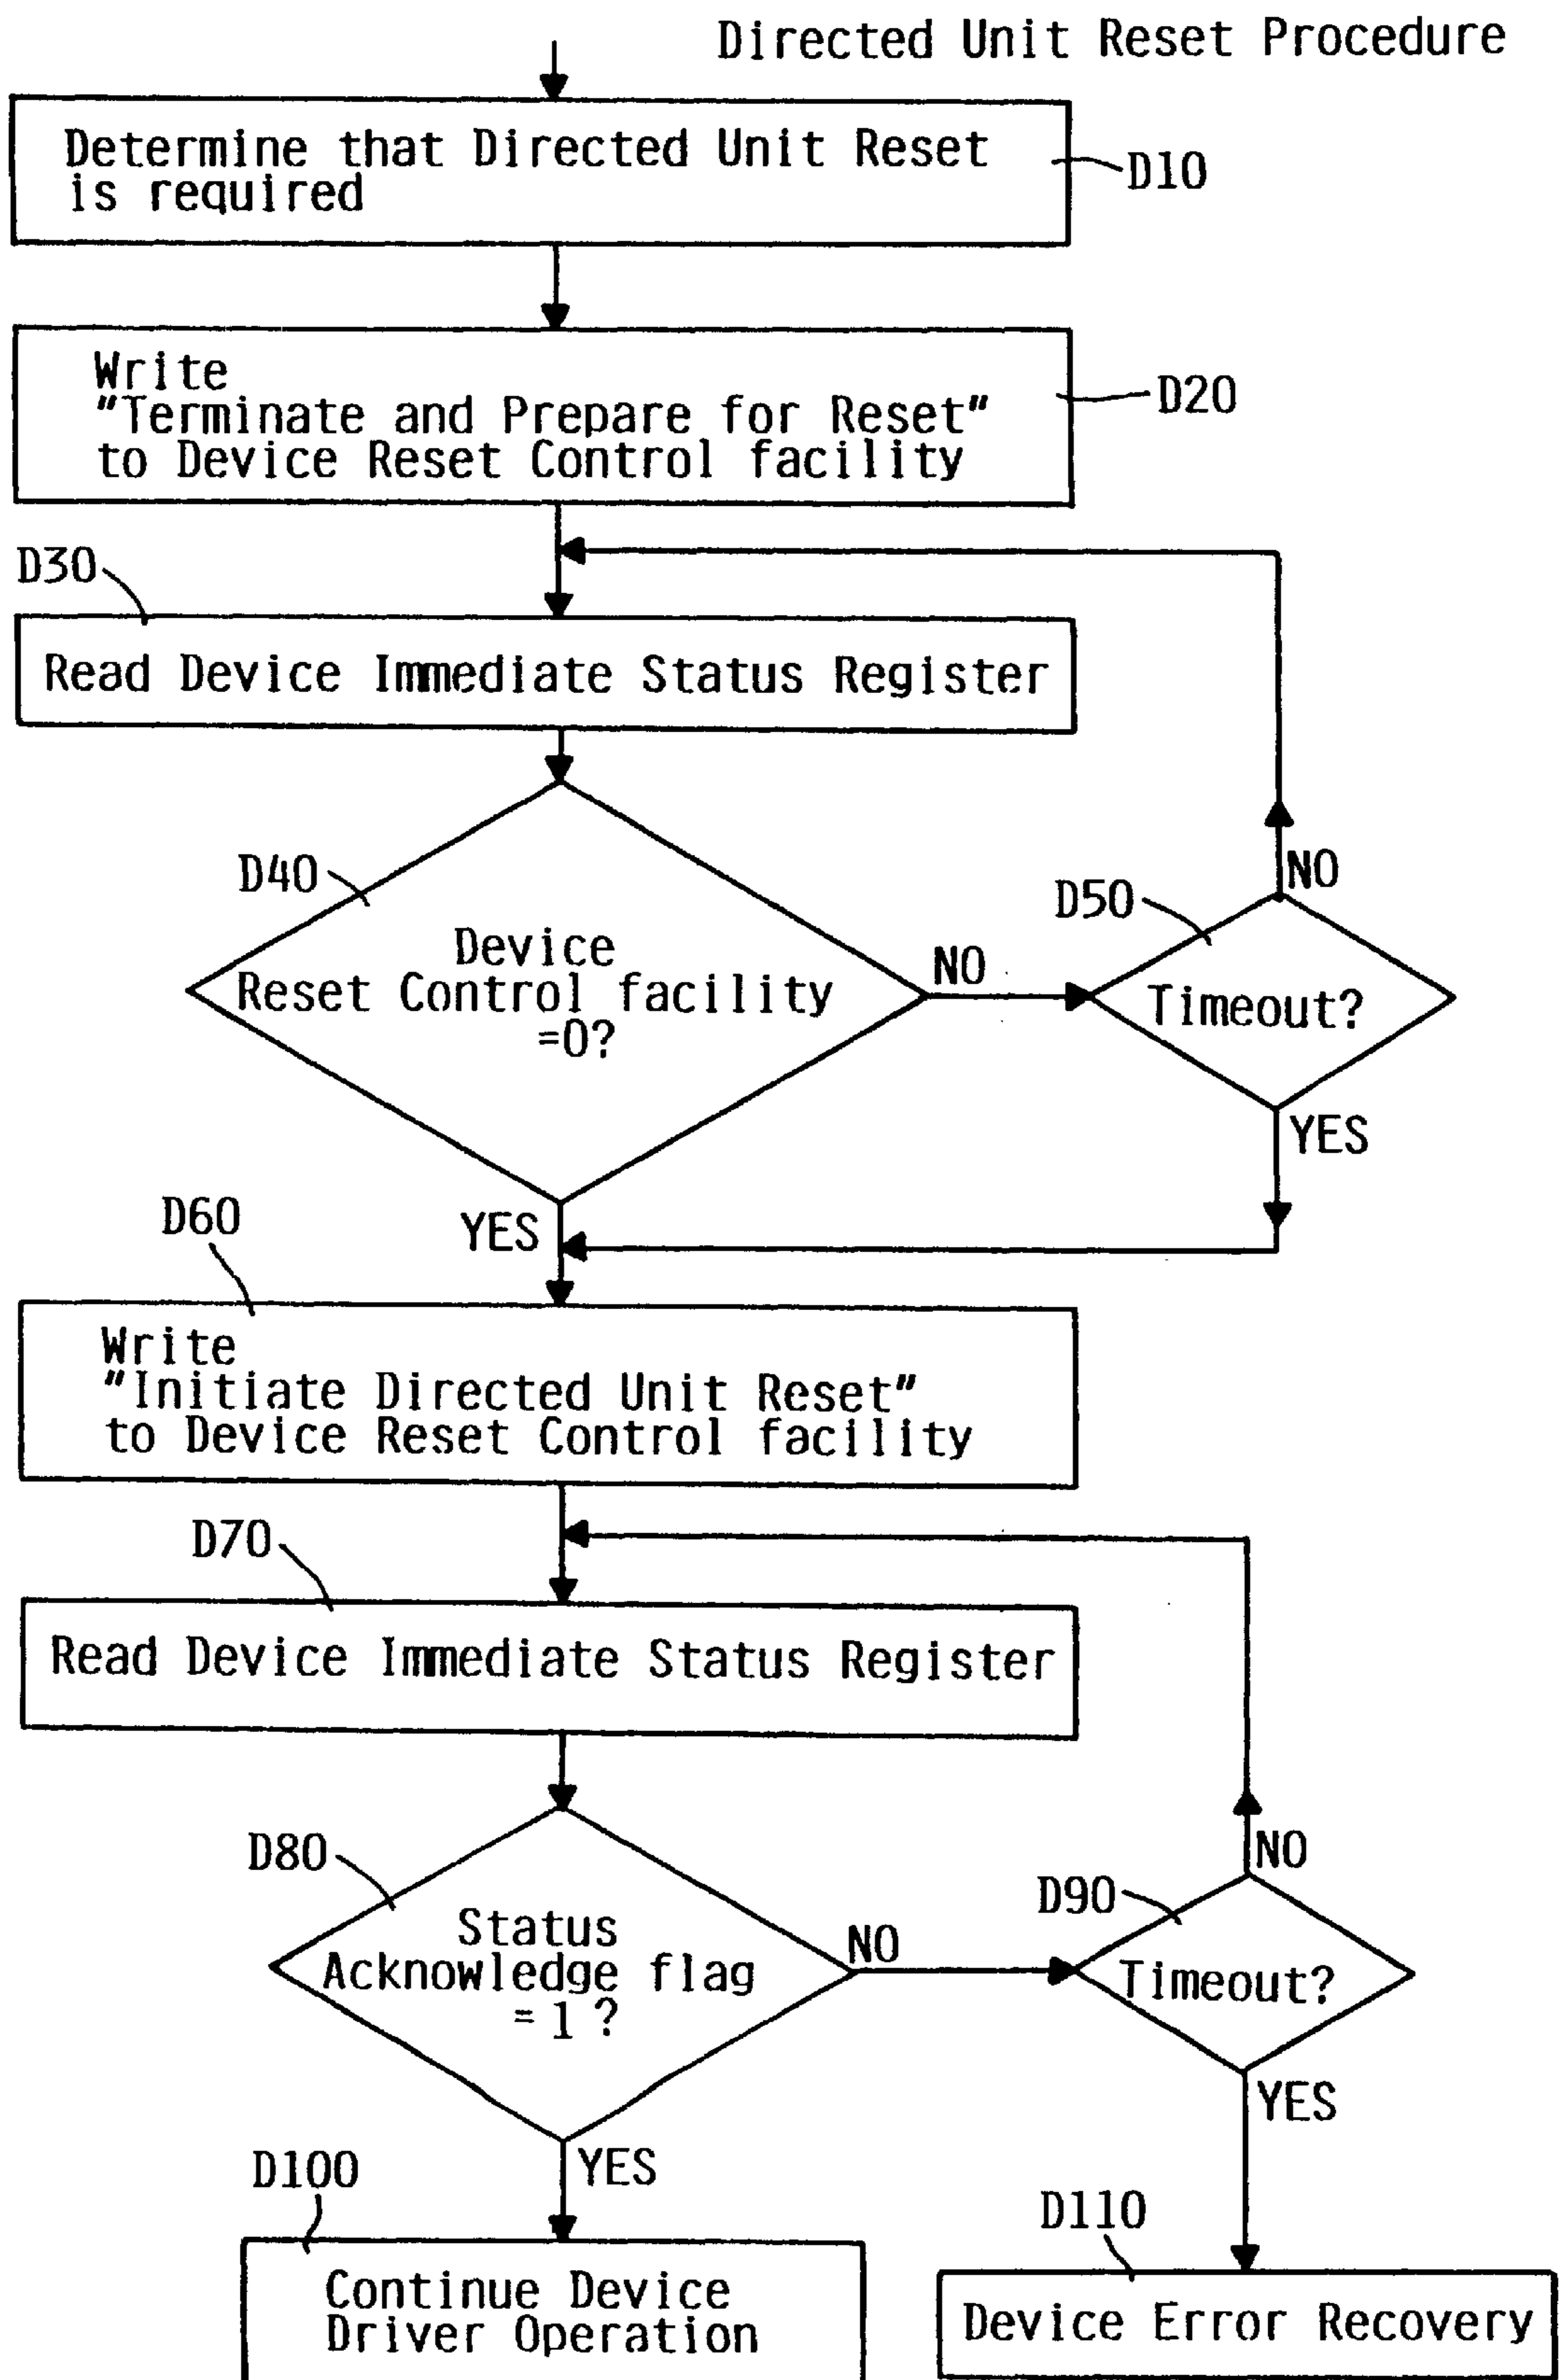 Directed Unit Reset Procedure
Determine that Directed Unit Reset
is required
D10
Write
"Terminate and Prepare for Reset"
to Device Reset Control facility
D20
D30
Read Device Immediate Status Register
D40
Device
Reset Control facility
=0?
NO
D50
Timeout?
NO
YES
YES
D60
Write
"Initiate Directed Unit Reset"
to Device Reset Control facility
D70
Read Device Immediate Status Register
D80
Status
Acknowledge flag
= 1 ?
NO
D90
Timeout?
NO
YES
YES
D100
Continue Device
Driver Operation
D110
Device Error Recovery